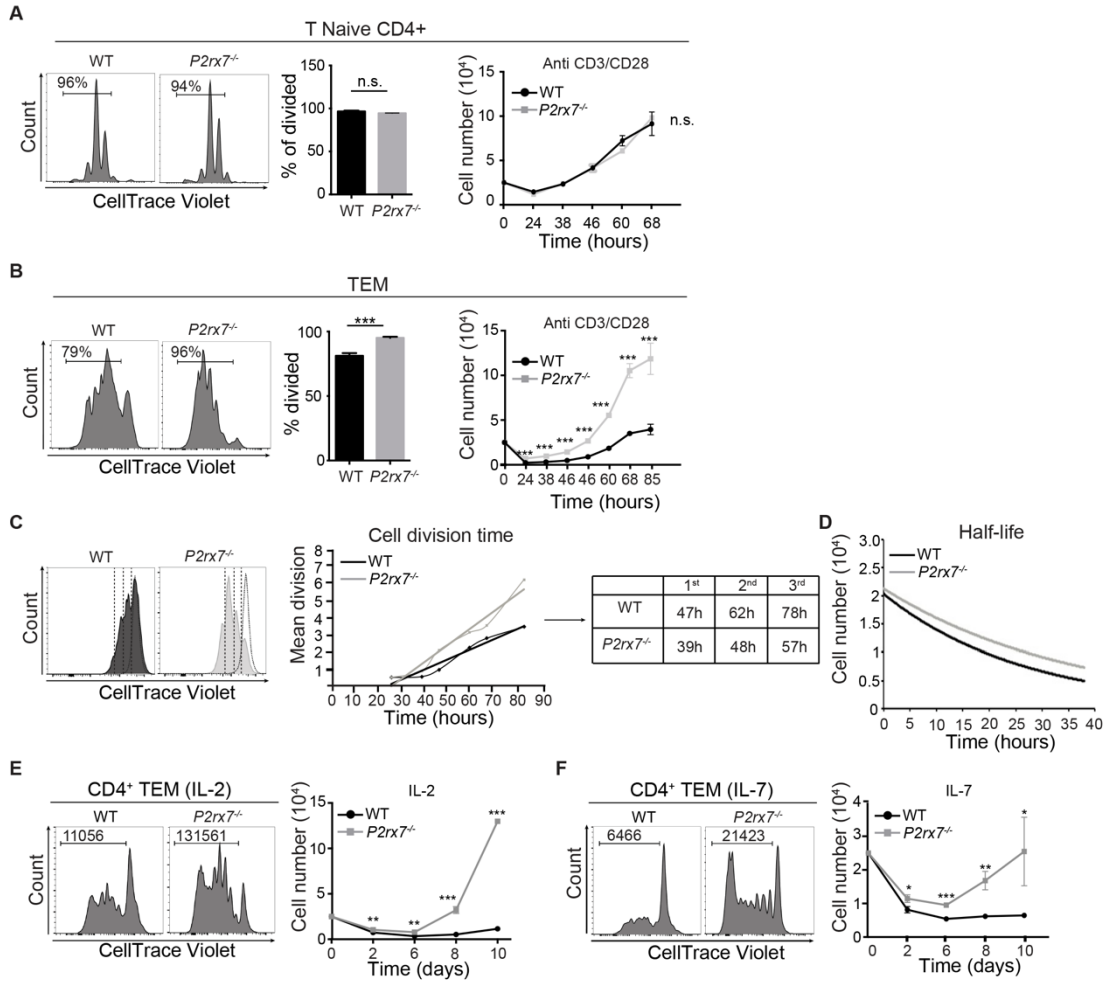 A
T Naive CD4+
WT
P2rx7-/-
96%
94%
Count
CellTrace Violet
n.s.
% of divided
150
100
50
0
WT
P2rx7-/-
Anti CD3/CD28
WT
P2rx7-/-
n.s.
Cell number (10⁴)
15
10
5
0
0 24 38 46 60 68
Time (hours)
B
TEM
WT
P2rx7-/-
79%
96%
Count
CellTrace Violet
***
% divided
100
50
0
WT
P2rx7-/-
Anti CD3/CD28
WT
P2rx7-/-
*** *** *** *** *** *** ***
Cell number (10⁴)
15
10
5
0
0 24 38 46 46 60 68 85
Time (hours)
C
WT
P2rx7-/-
CellTrace Violet
Cell division time
WT
P2rx7-/-
Mean division
8
7
6
5
4
3
2
1
0 10 20 30 40 50 60 70 80 90
Time (hours)
1st 2nd 3rd
WT 47h 62h 78h
P2rx7-/- 39h 48h 57h
D
Half-life
WT
P2rx7-/-
Cell number (10⁴)
3.0
2.5
2
1.5
1
0.5
0
0 5 10 15 20 25 30 35 40
Time (hours)
E
CD4⁺ TEM (IL-2)
WT
P2rx7-/-
11056
131561
Count
CellTrace Violet
IL-2
WT
P2rx7-/-
** ** *** ***
Cell number (10⁴)
15
10
5
0
0 2 6 8 10
Time (days)
F
CD4⁺ TEM (IL-7)
WT
P2rx7-/-
6466
21423
Count
CellTrace Violet
IL-7
WT
P2rx7-/-
* *** ** *
Cell number (10⁴)
4
3
2
1
0
0 2 6 8 10
Time (days)